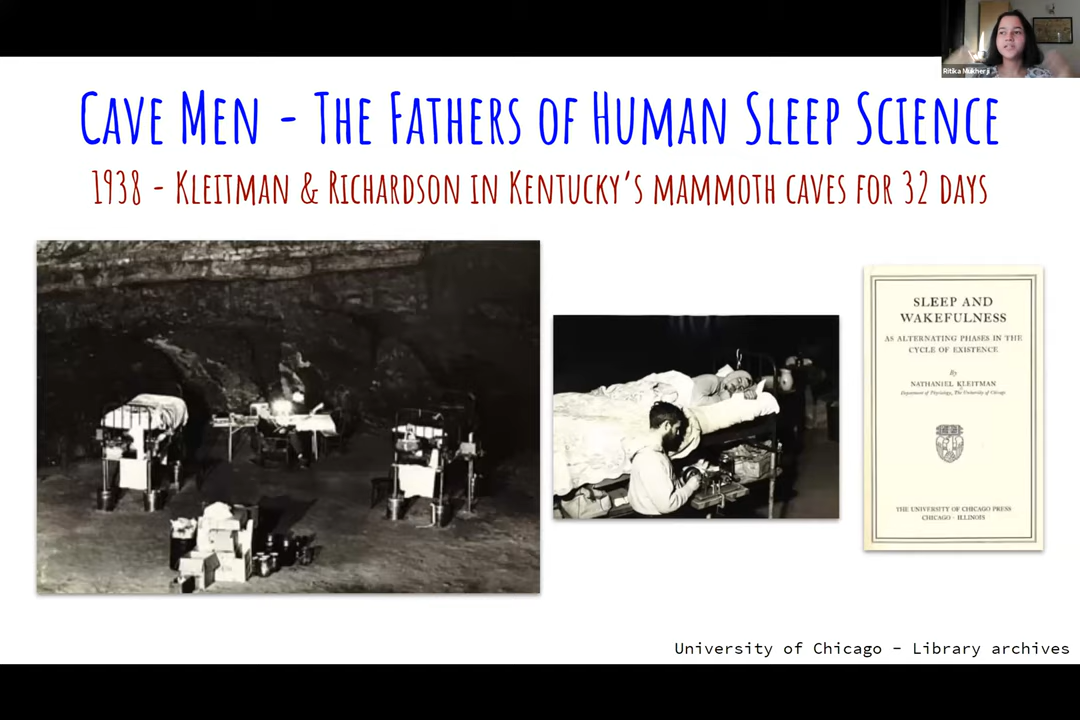 Ritika Mukherji
CAVE MEN - THE FATHERS OF HUMAN SLEEP SCIENCE
1938 - KLEITMAN & RICHARDSON IN KENTUCKY'S MAMMOTH CAVES FOR 32 DAYS
SLEEP AND
WAKEFULNESS
AS ALTERNATING PHASES IN THE
CYCLE OF EXISTENCE
By
NATHANIEL KLEITMAN
Department of Physiology, The University of Chicago
THE UNIVERSITY OF CHICAGO PRESS
CHICAGO · ILLINOIS
University of Chicago - Library archives